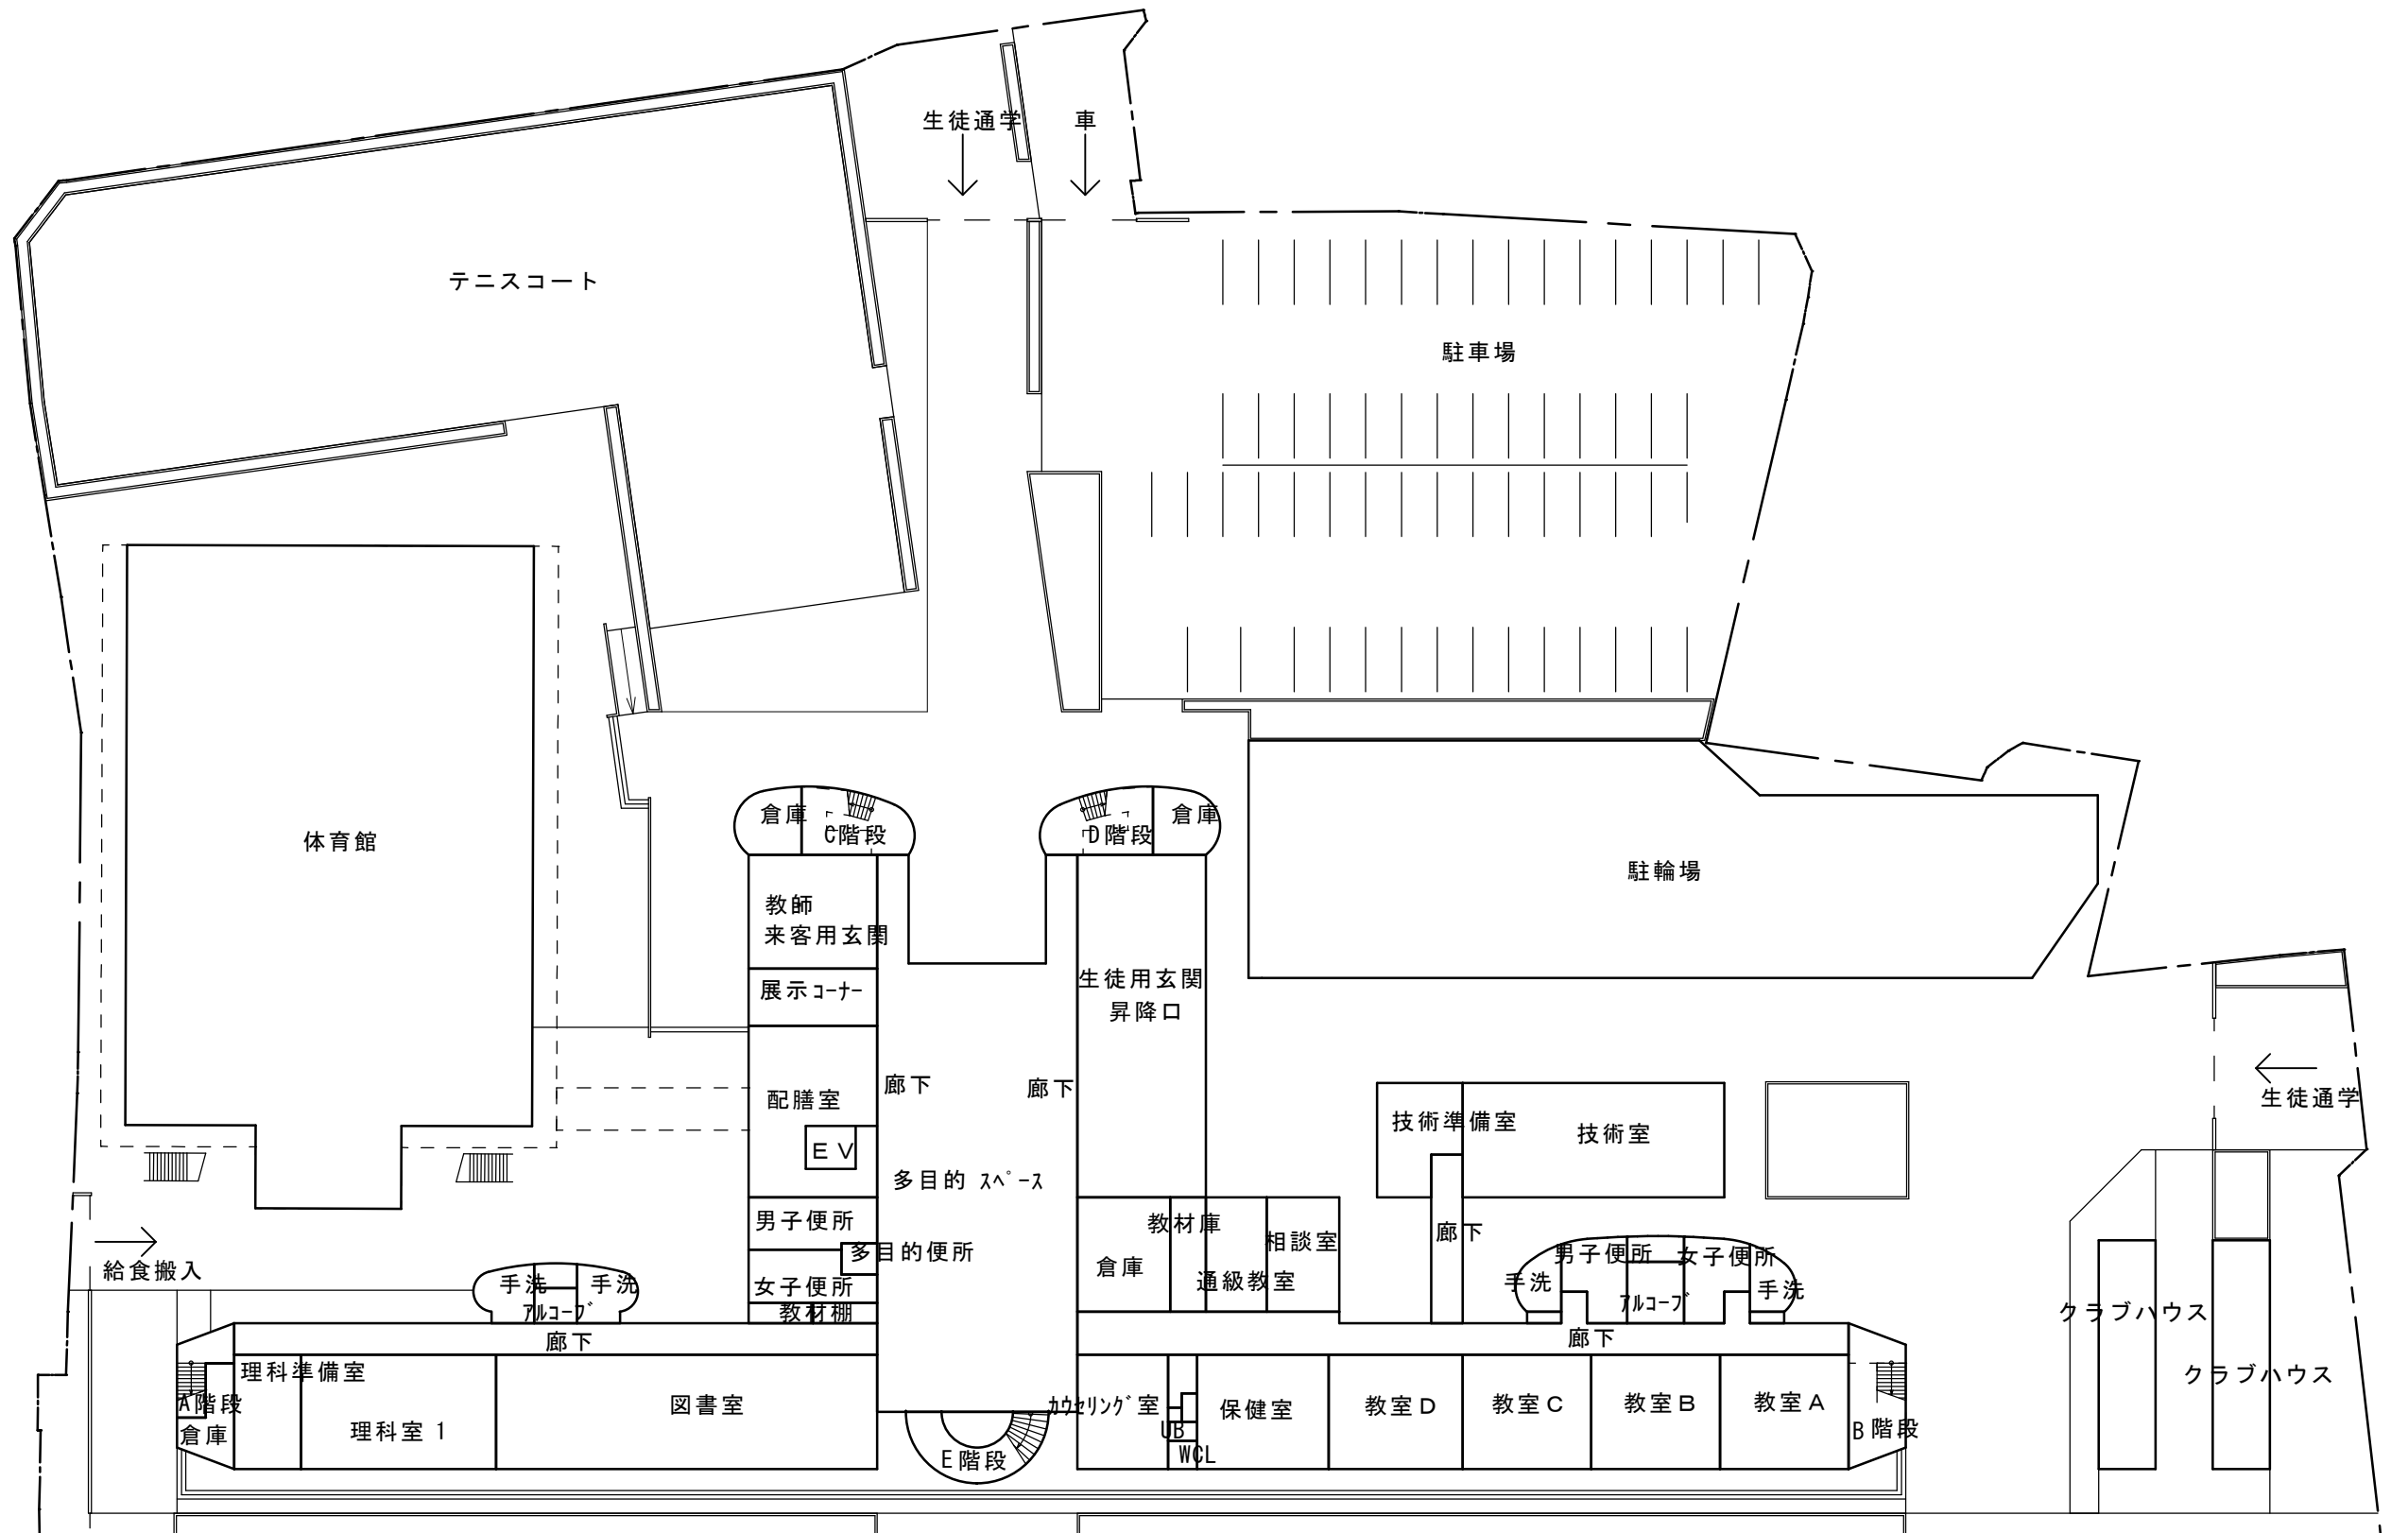 生徒通学
車
テニスコート
駐車場
倉庫
C階段
D階段
倉庫
体育館
駐輪場
教師
来客用玄関
生徒用玄関
昇降口
展示ｺｰﾅｰ
廊下
廊下
配膳室
生徒通学
技術準備室
技術室
ＥＶ
多目的 ｽﾍﾟｰｽ
男子便所
教材庫
相談室
廊下
多目的便所
倉庫
通級教室
男子便所
女子便所
給食搬入
手洗
手洗
女子便所
手洗
手洗
ｱﾙｺｰﾌﾞ
教材棚
ｱﾙｺｰﾌﾞ
クラブハウス
廊下
廊下
理科準備室
クラブハウス
A階段
倉庫
理科室１
図書室
ｶｳｾﾘﾝｸﾞ室
保健室
教室Ｄ
教室Ｃ
教室Ｂ
教室Ａ
UB
WCL
B階段
E階段